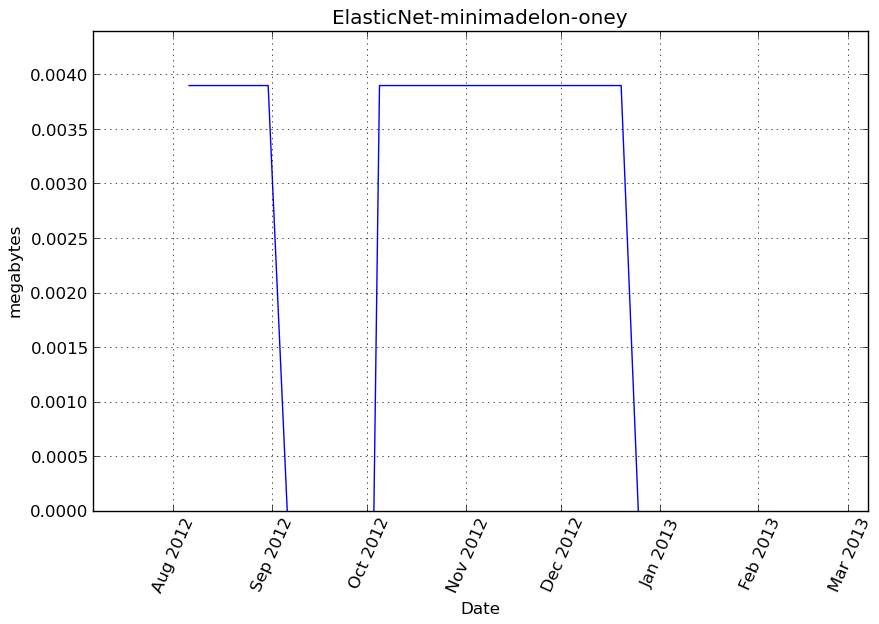 ElasticNet-minimadelon-oney
megabytes
0.0040
0.0035
0.0030
0.0025
0.0020
0.0015
0.0010
0.0005
0.0000
Aug 2012
Sep 2012
Oct 2012
Nov 2012
Dec 2012
Jan 2013
Feb 2013
Mar 2013
Date